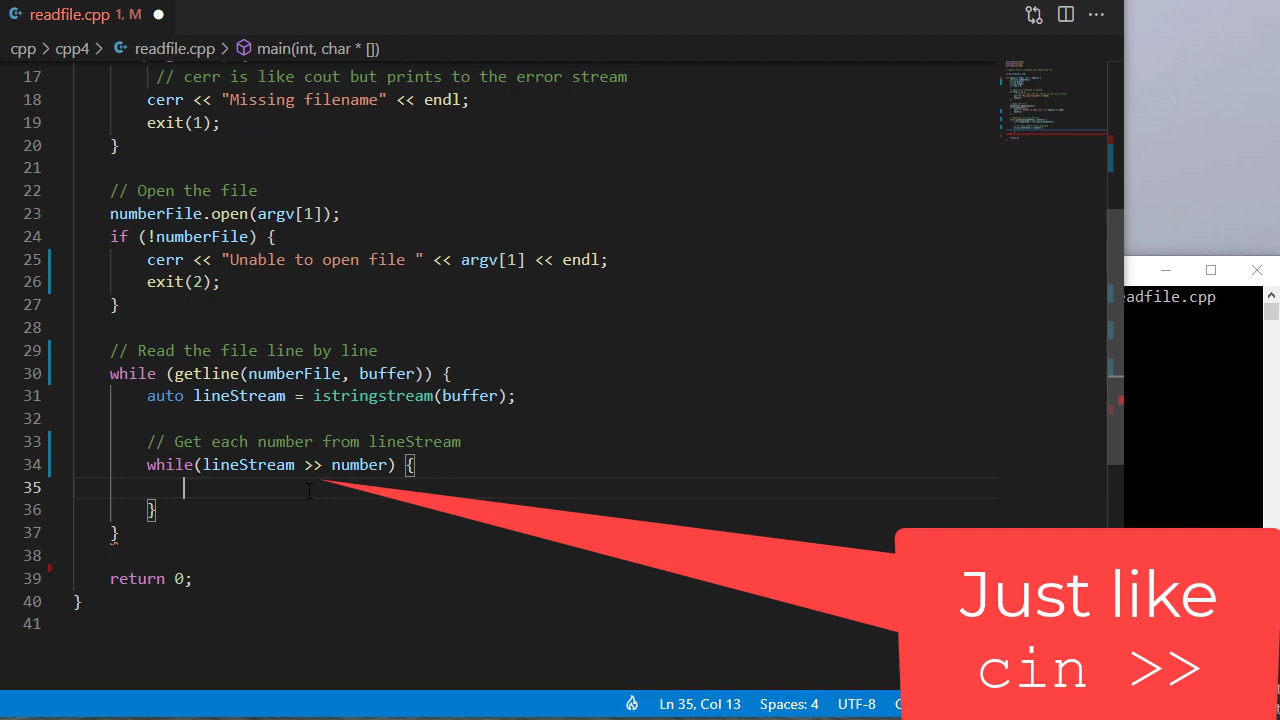 readfile.cpp 1, M
cpp > cpp4 > readfile.cpp > main(int, char * [])
17 // cerr is like cout but prints to the error stream
18 cerr << "Missing filename" << endl;
19 exit(1);
20 }
21
22 // Open the file
23 numberFile.open(argv[1]);
24 if (!numberFile) {
25 cerr << "Unable to open file " << argv[1] << endl;
26 exit(2);
27 }
28
29 // Read the file line by line
30 while (getline(numberFile, buffer)) {
31 auto lineStream = istringstream(buffer);
32
33 // Get each number from lineStream
34 while(lineStream >> number) {
35
36 }
37 }
38
39 return 0;
40 }
41
eadfile.cpp
Just like
cin >>
Ln 35, Col 13 Spaces: 4 UTF-8